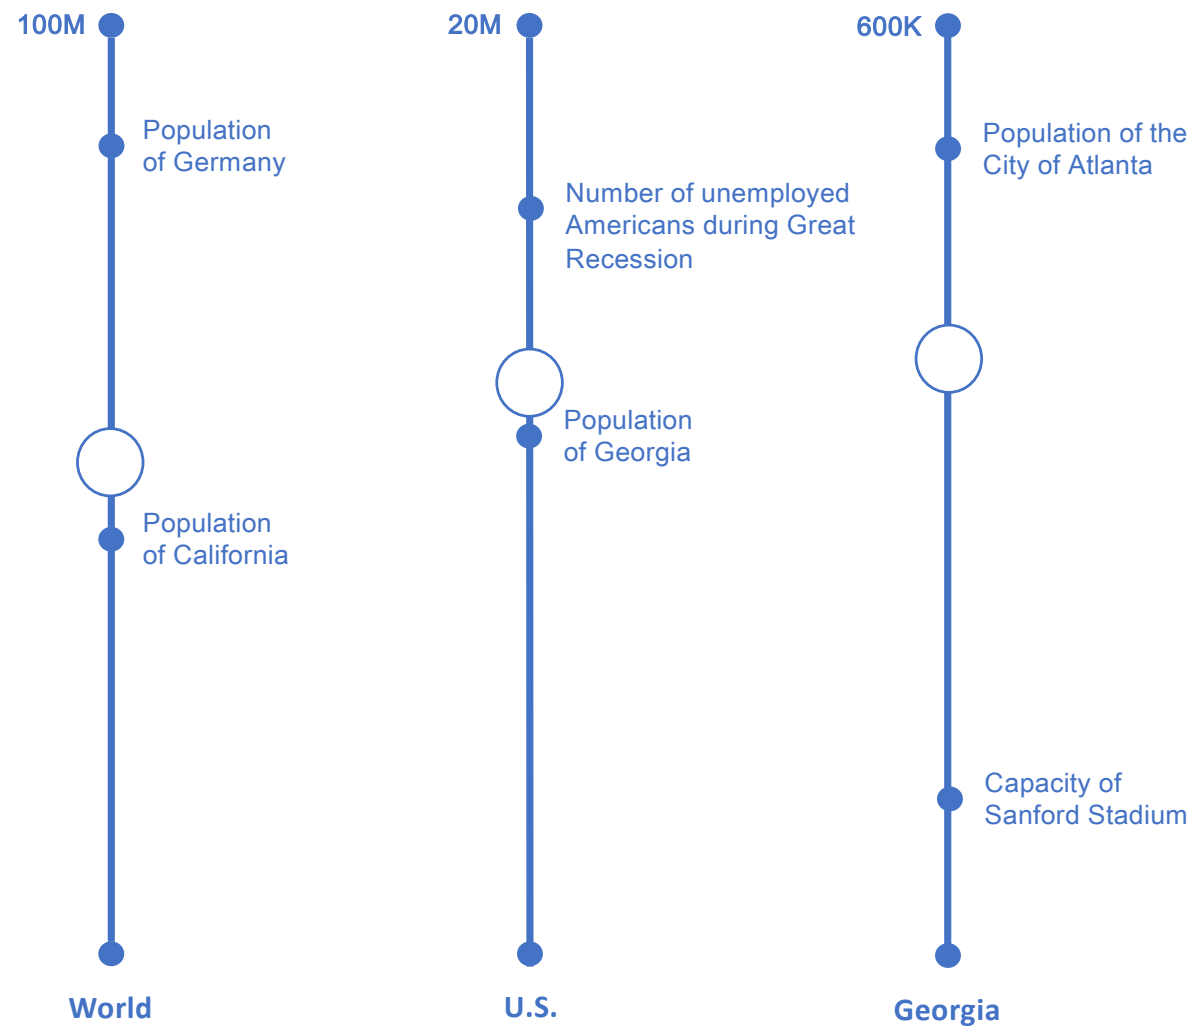 100M
Population
of Germany
Population
of California
World
20M
Number of unemployed
Americans during Great
Recession
Population
of Georgia
U.S.
600K
Population of the
City of Atlanta
Capacity of
Sanford Stadium
Georgia